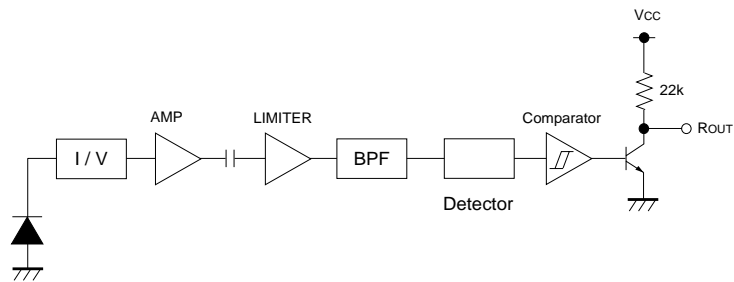 VCC
22k
ROUT
AMP
LIMITER
Comparator
I / V
BPF
Detector